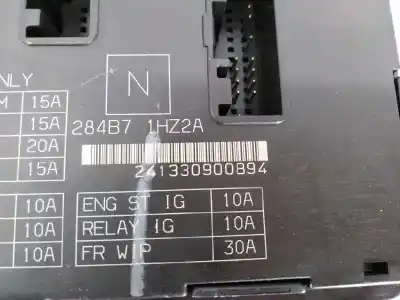 NLY
N
M 15A
15A
20A
15A
284B7 1HZ2A
241330900894
10A ENG ST IG 10A
10A RELAY IG 10A
10A FR WIP 30A